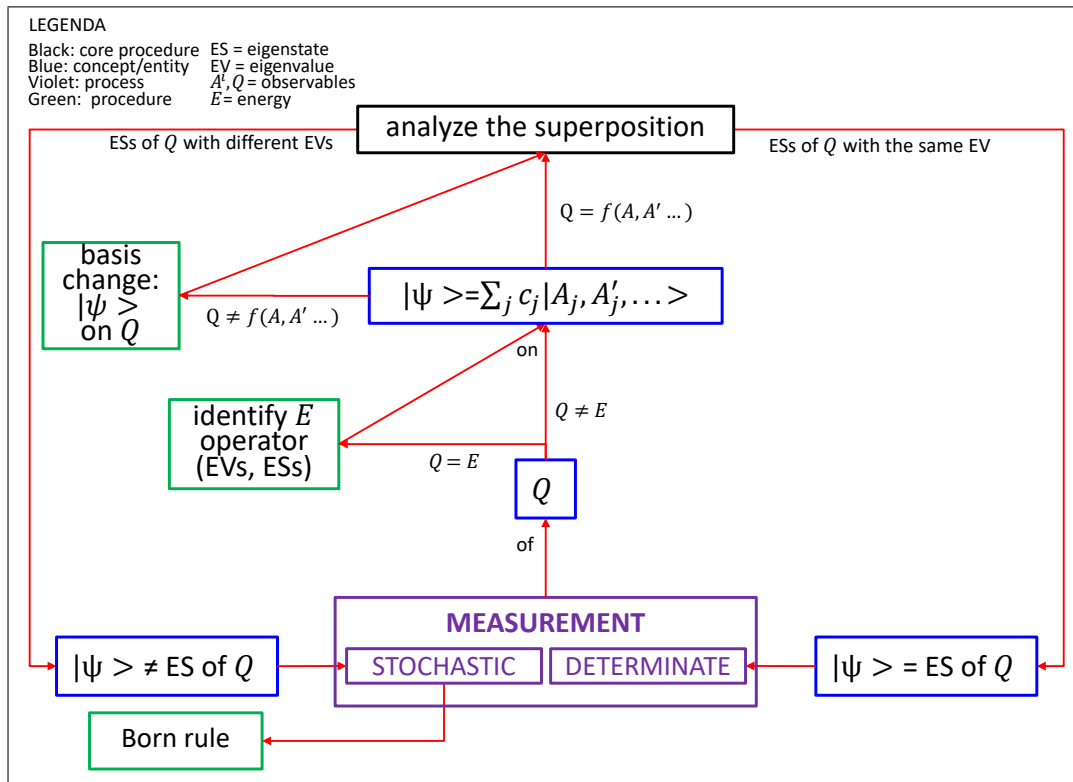 LEGENDA
Black: core procedure ES = eigenstate
Blue: concept/entity EV = eigenvalue
Violet: process Aⁱ, Q = observables
Green: procedure E = energy
analyze the superposition
ESs of Q with different EVs
ESs of Q with the same EV
Q = f(A, A′ …)
basis
change:
|ψ >
on Q
|ψ >=∑ⱼ cⱼ|Aⱼ, A′ⱼ, . . . >
Q ≠ f(A, A′ …)
on
identify E
operator
(EVs, ESs)
Q ≠ E
Q = E
Q
of
MEASUREMENT
|ψ > ≠ ES of Q
STOCHASTIC
DETERMINATE
|ψ > = ES of Q
Born rule